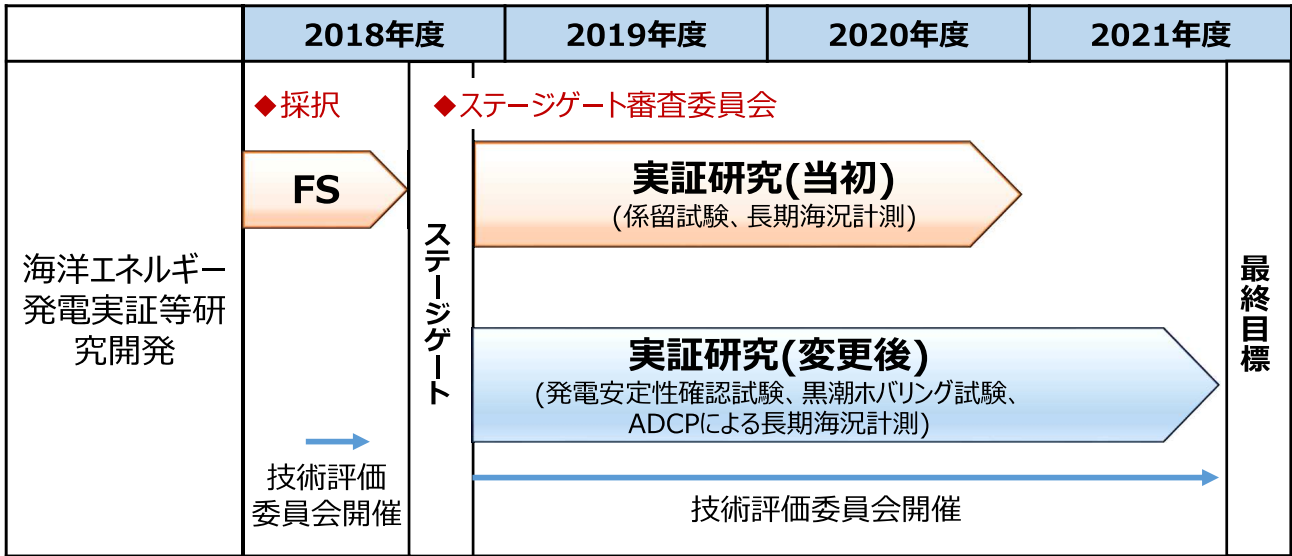 2018年度
2019年度
2020年度
2021年度
海洋エネルギー
発電実証等研
究開発
◆採択
FS
ステージゲート
◆ステージゲート審査委員会
実証研究(当初)
(係留試験、長期海況計測)
実証研究(変更後)
(発電安定性確認試験、黒潮ホバリング試験、
ADCPによる長期海況計測)
技術評価
委員会開催
技術評価委員会開催
最終目標